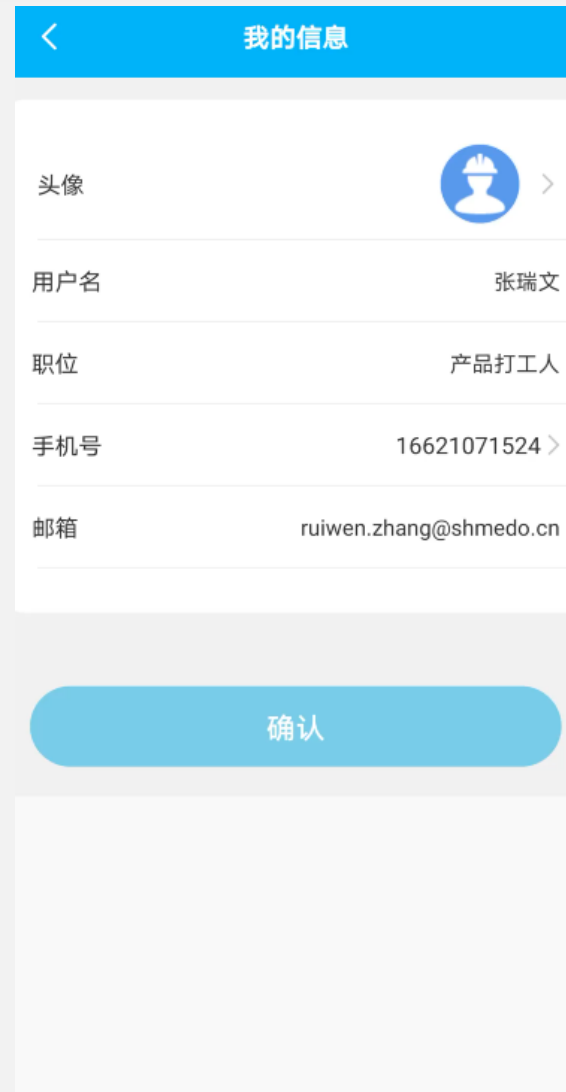 我的信息
头像
用户名 张瑞文
职位 产品打工人
手机号 16621071524
邮箱 ruiwen.zhang@shmedo.cn
确认